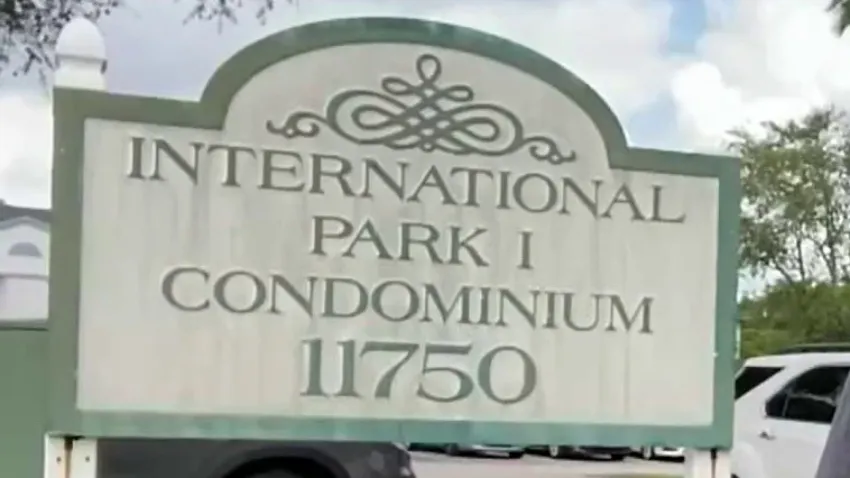 INTERNATIONAL
PARK I
CONDOMINIUM
11750